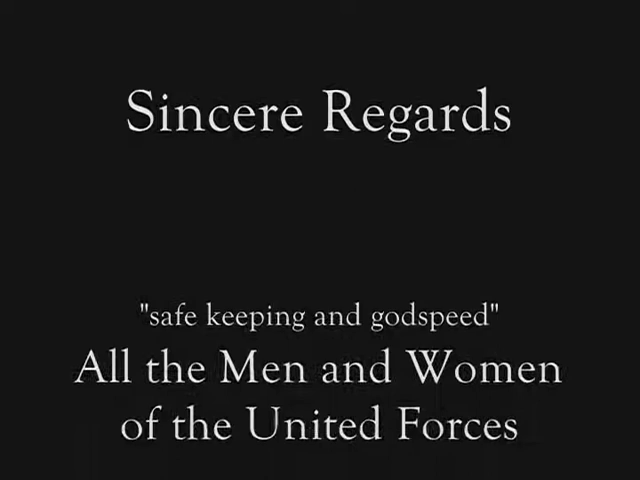 Sincere Regards
"safe keeping and godspeed"
All the Men and Women
of the United Forces